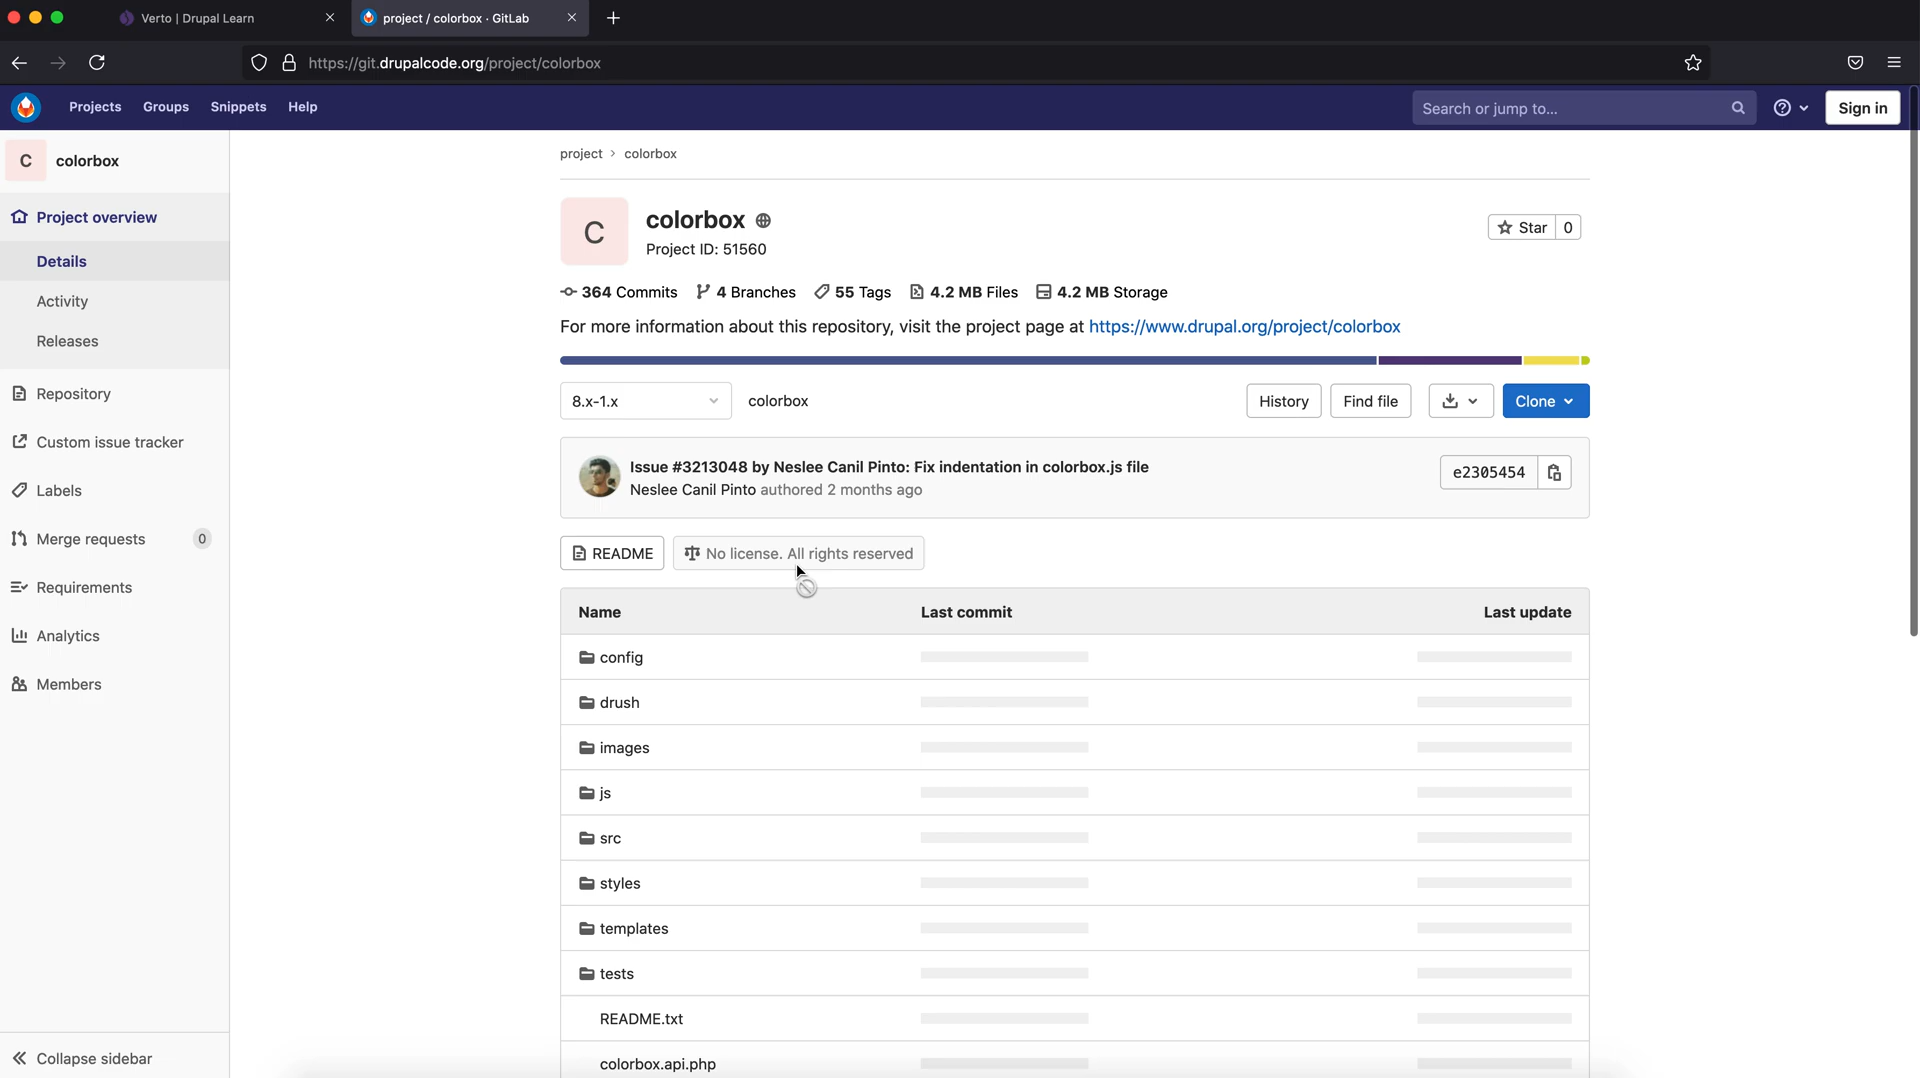 Verto | Drupal Learn
project / colorbox · GitLab
https://git.drupalcode.org/project/colorbox
Projects Groups Snippets Help
Search or jump to...
Sign in
C colorbox
Project overview
Details
Activity
Releases
Repository
Custom issue tracker
Labels
Merge requests 0
Requirements
Analytics
Members
Collapse sidebar
project > colorbox
C
colorbox
Project ID: 51560
Star 0
364 Commits 4 Branches 55 Tags 4.2 MB Files 4.2 MB Storage
For more information about this repository, visit the project page at https://www.drupal.org/project/colorbox
8.x-1.x colorbox History Find file Clone
Issue #3213048 by Neslee Canil Pinto: Fix indentation in colorbox.js file
Neslee Canil Pinto authored 2 months ago
e2305454
README No license. All rights reserved
Name Last commit Last update
config
drush
images
js
src
styles
templates
tests
README.txt
colorbox.api.php